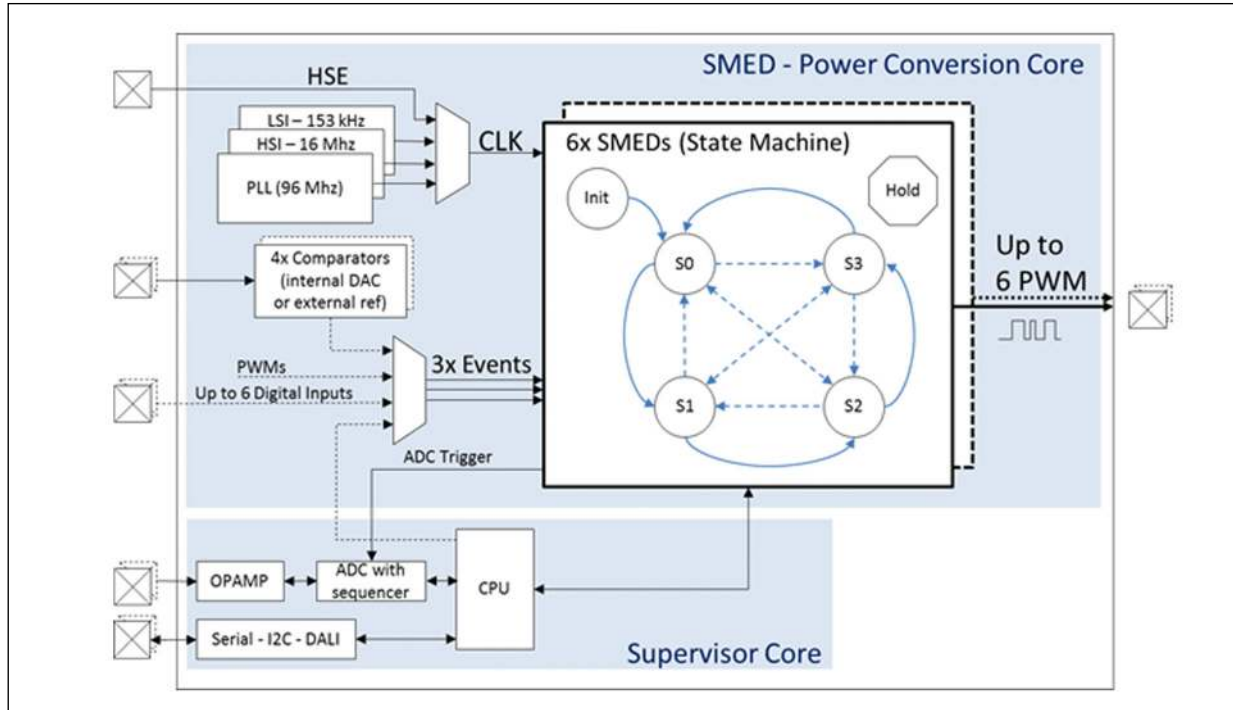 SMED - Power Conversion Core
HSE
LSI – 153 kHz
HSI – 16 Mhz
PLL (96 Mhz)
CLK
6x SMEDs (State Machine)
Init
Hold
S0
S3
S1
S2
4x Comparators
(internal DAC
or external ref)
PWMs
Up to 6 Digital Inputs
3x Events
ADC Trigger
Up to
6 PWM
OPAMP
ADC with
sequencer
CPU
Serial - I2C - DALI
Supervisor Core